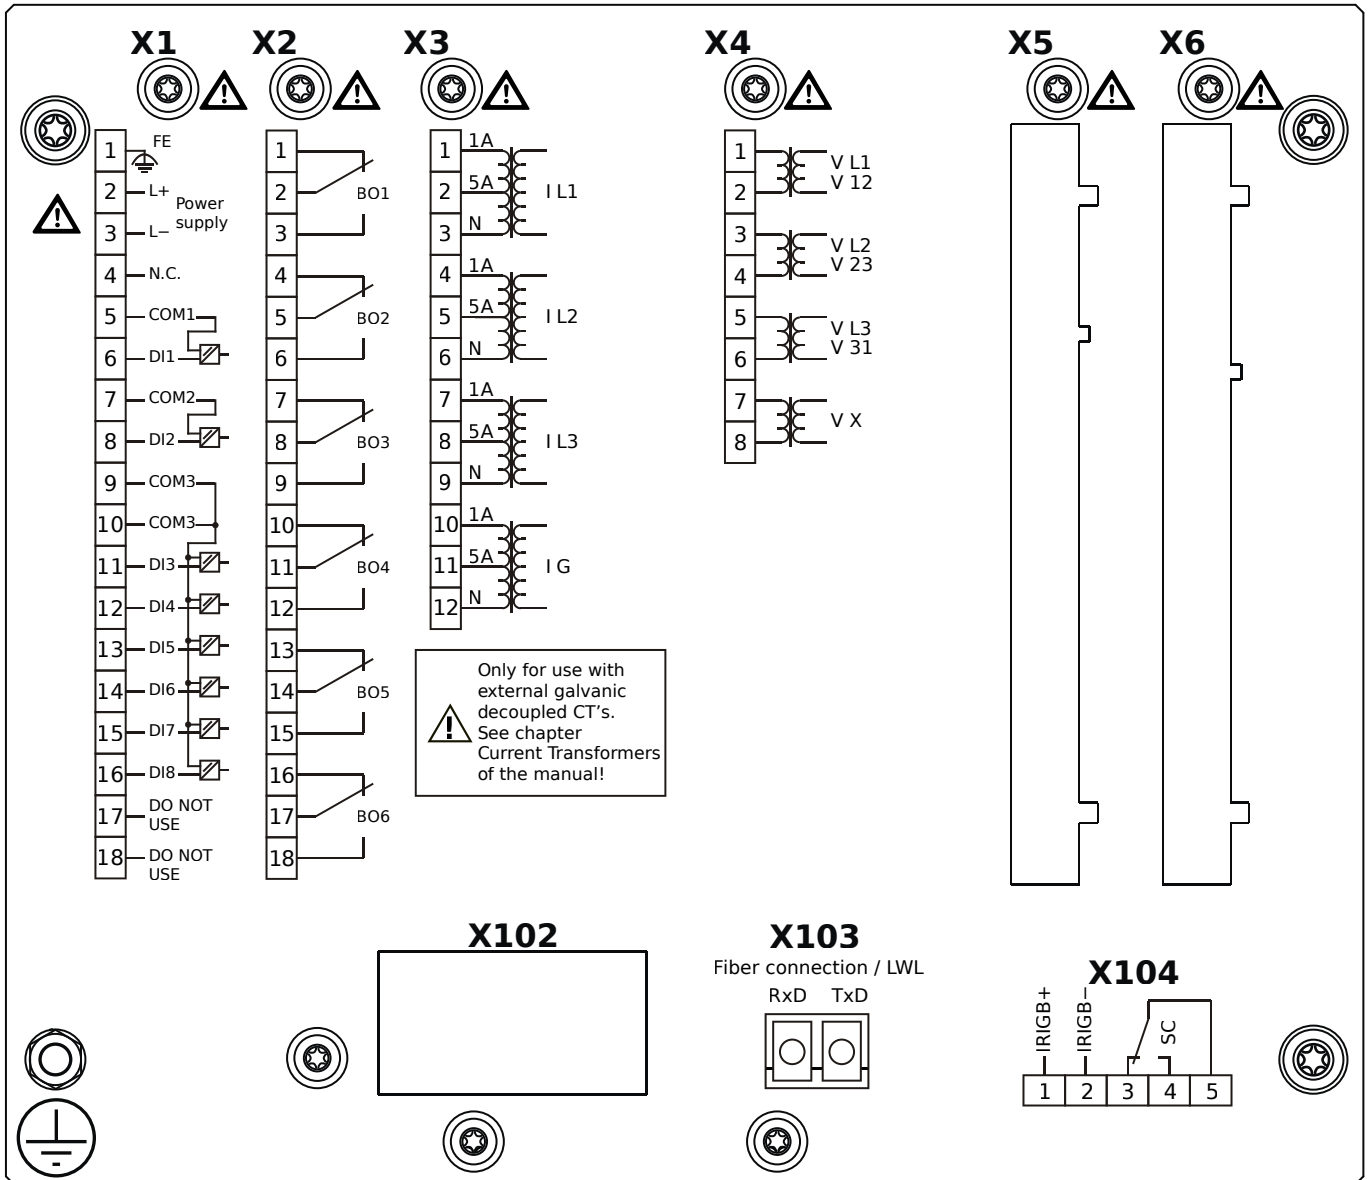 X1
X2
X3
X4
X5
X6
1
FE
2
L+
Power
supply
3
L−
4
N.C.
5
COM1
6
DI1
7
COM2
8
DI2
9
COM3
10
COM3
11
DI3
12
DI4
13
DI5
14
DI6
15
DI7
16
DI8
17
DO NOT
USE
18
DO NOT
USE
1
2
BO1
3
4
5
BO2
6
7
8
BO3
9
10
11
BO4
12
13
14
BO5
15
16
17
BO6
18
1
1A
2
5A
I L1
3
N
4
1A
5
5A
I L2
6
N
7
1A
8
5A
I L3
9
N
10
1A
11
5A
I G
12
N
Only for use with
external galvanic
decoupled CT's.
See chapter
Current Transformers
of the manual!
1
V L1
2
V 12
3
V L2
4
V 23
5
V L3
6
V 31
7
V X
8
X102
X103
Fiber connection / LWL
RxD TxD
X104
IRIGB+
IRIGB−
SC
1 2 3 4 5